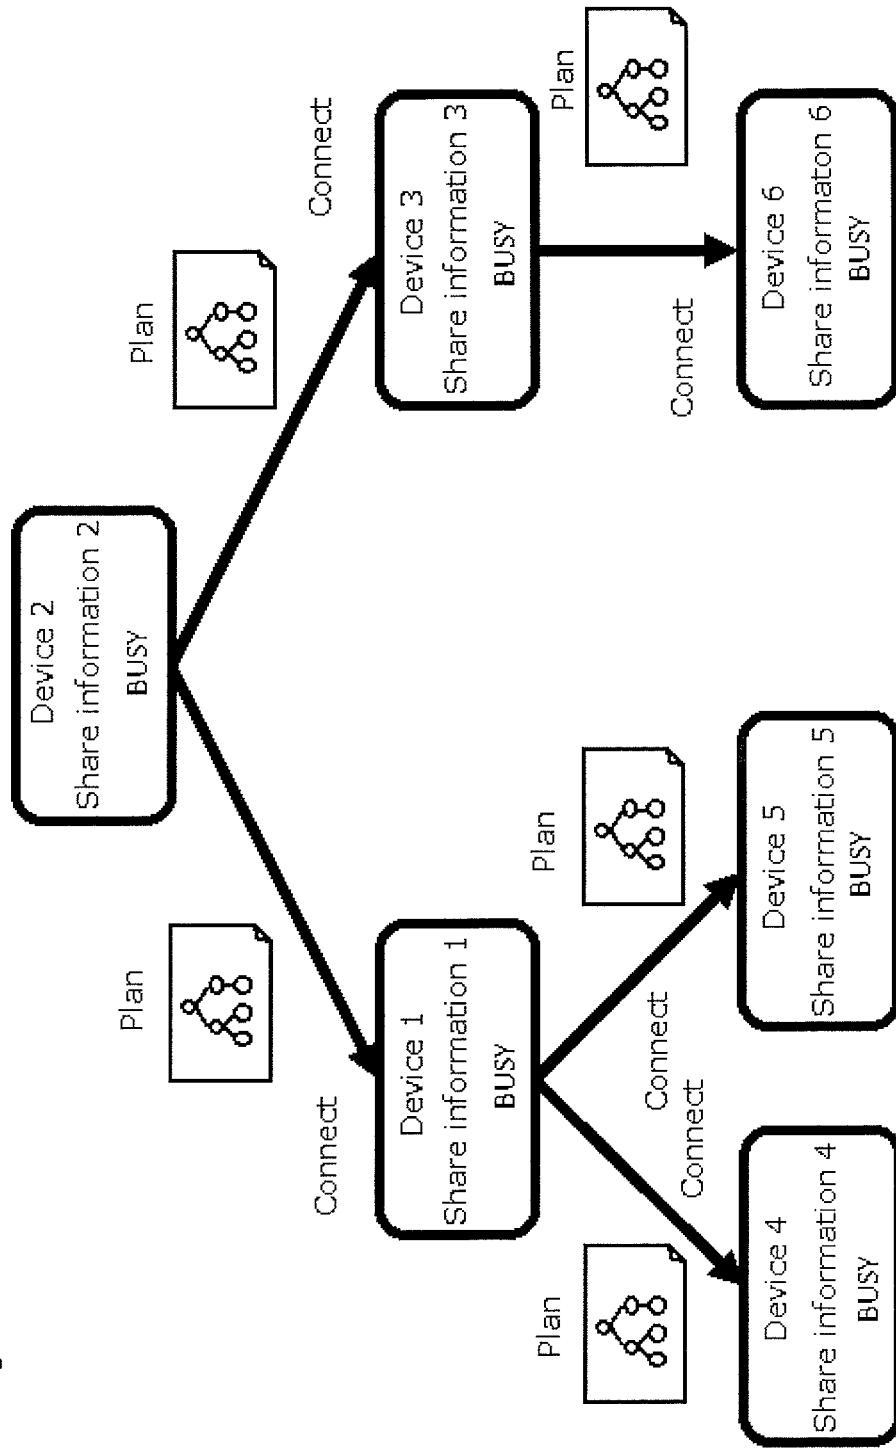 Device 2
Share information 2
BUSY
Plan
Plan
Connect
Connect
Device 1
Share information 1
BUSY
Device 3
Share information 3
BUSY
Plan
Plan
Plan
Connect
Connect
Connect
Device 4
Share information 4
BUSY
Device 5
Share information 5
BUSY
Device 6
Share informaton 6
BUSY